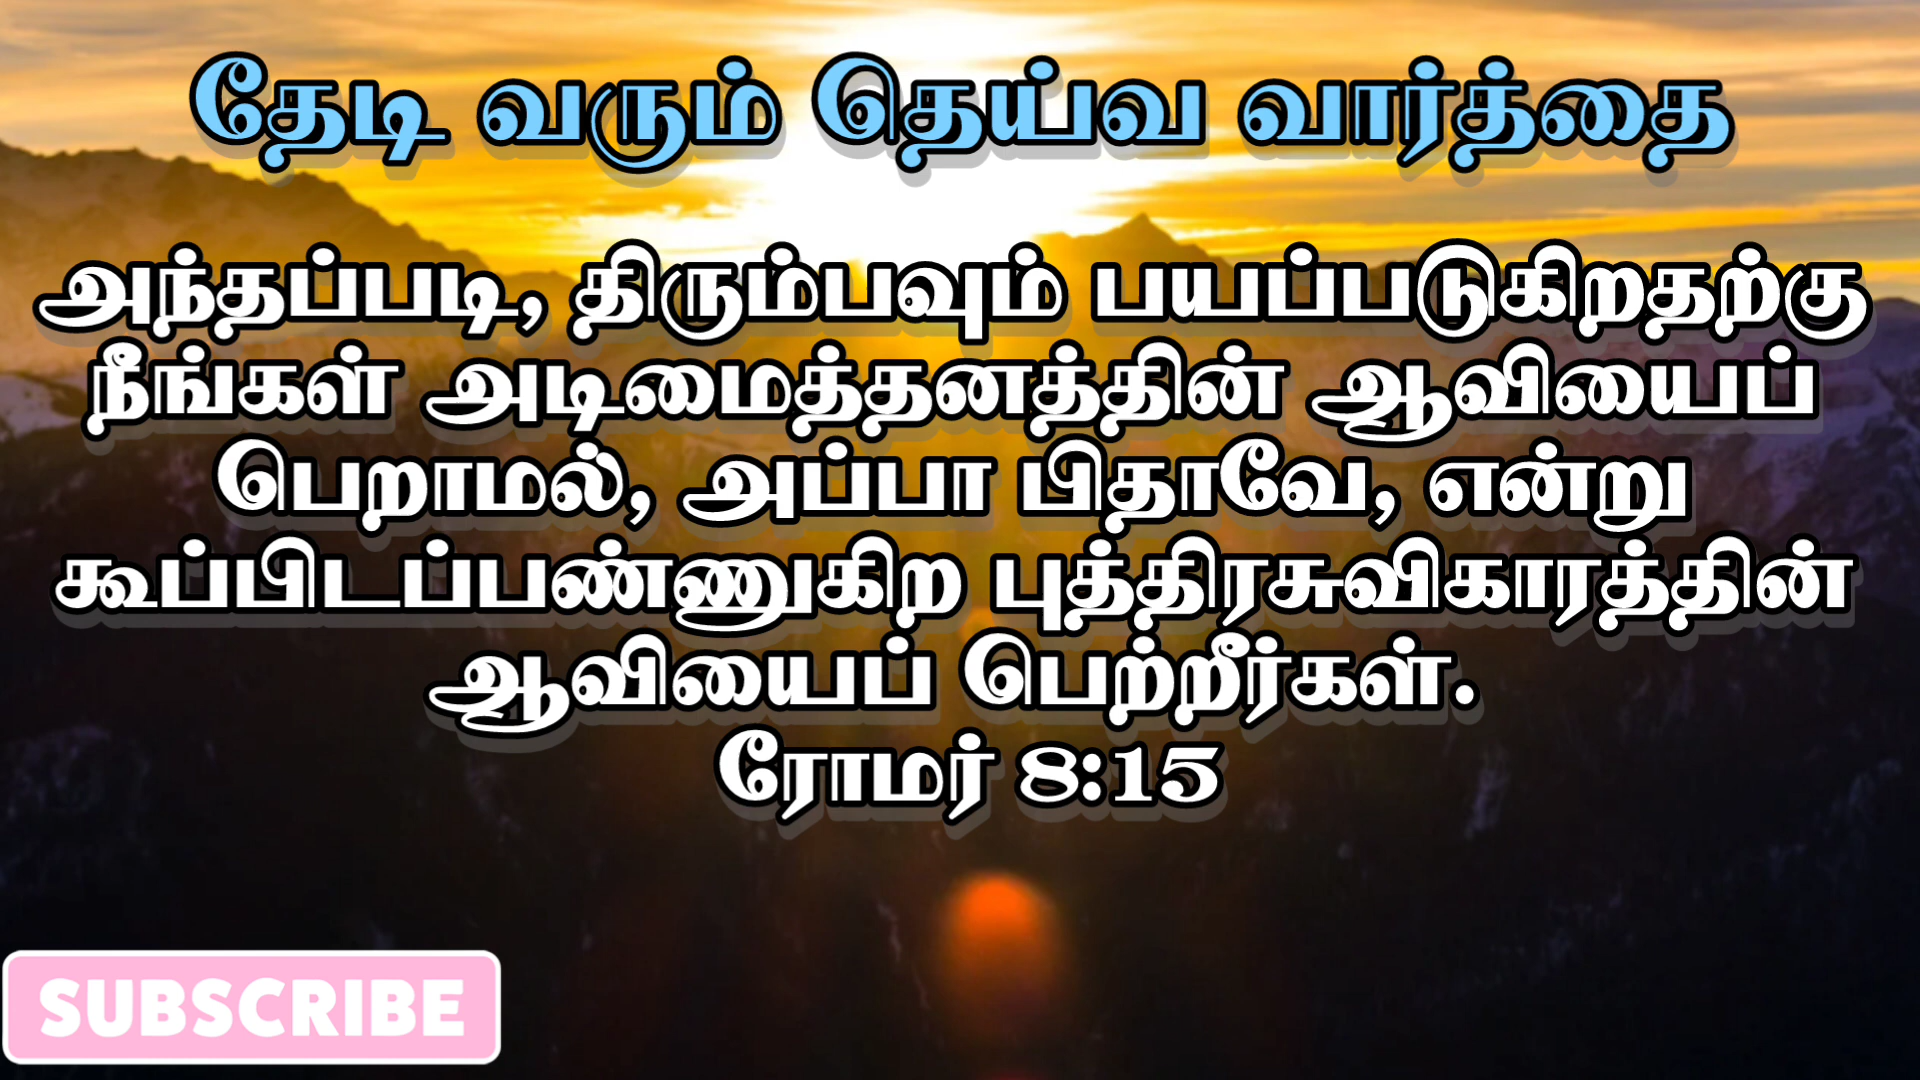 தேடி வரும் தெய்வ வார்த்தை
அந்தப்படி, திரும்பவும் பயப்படுகிறதற்கு
நீங்கள் அடிமைத்தனத்தின் ஆவியைப்
பெறாமல், அப்பா பிதாவே, என்று
கூப்பிடப்பண்ணுகிற புத்திரசுவிகாரத்தின்
ஆவியைப் பெற்றீர்கள்.
ரோமர் 8:15
SUBSCRIBE